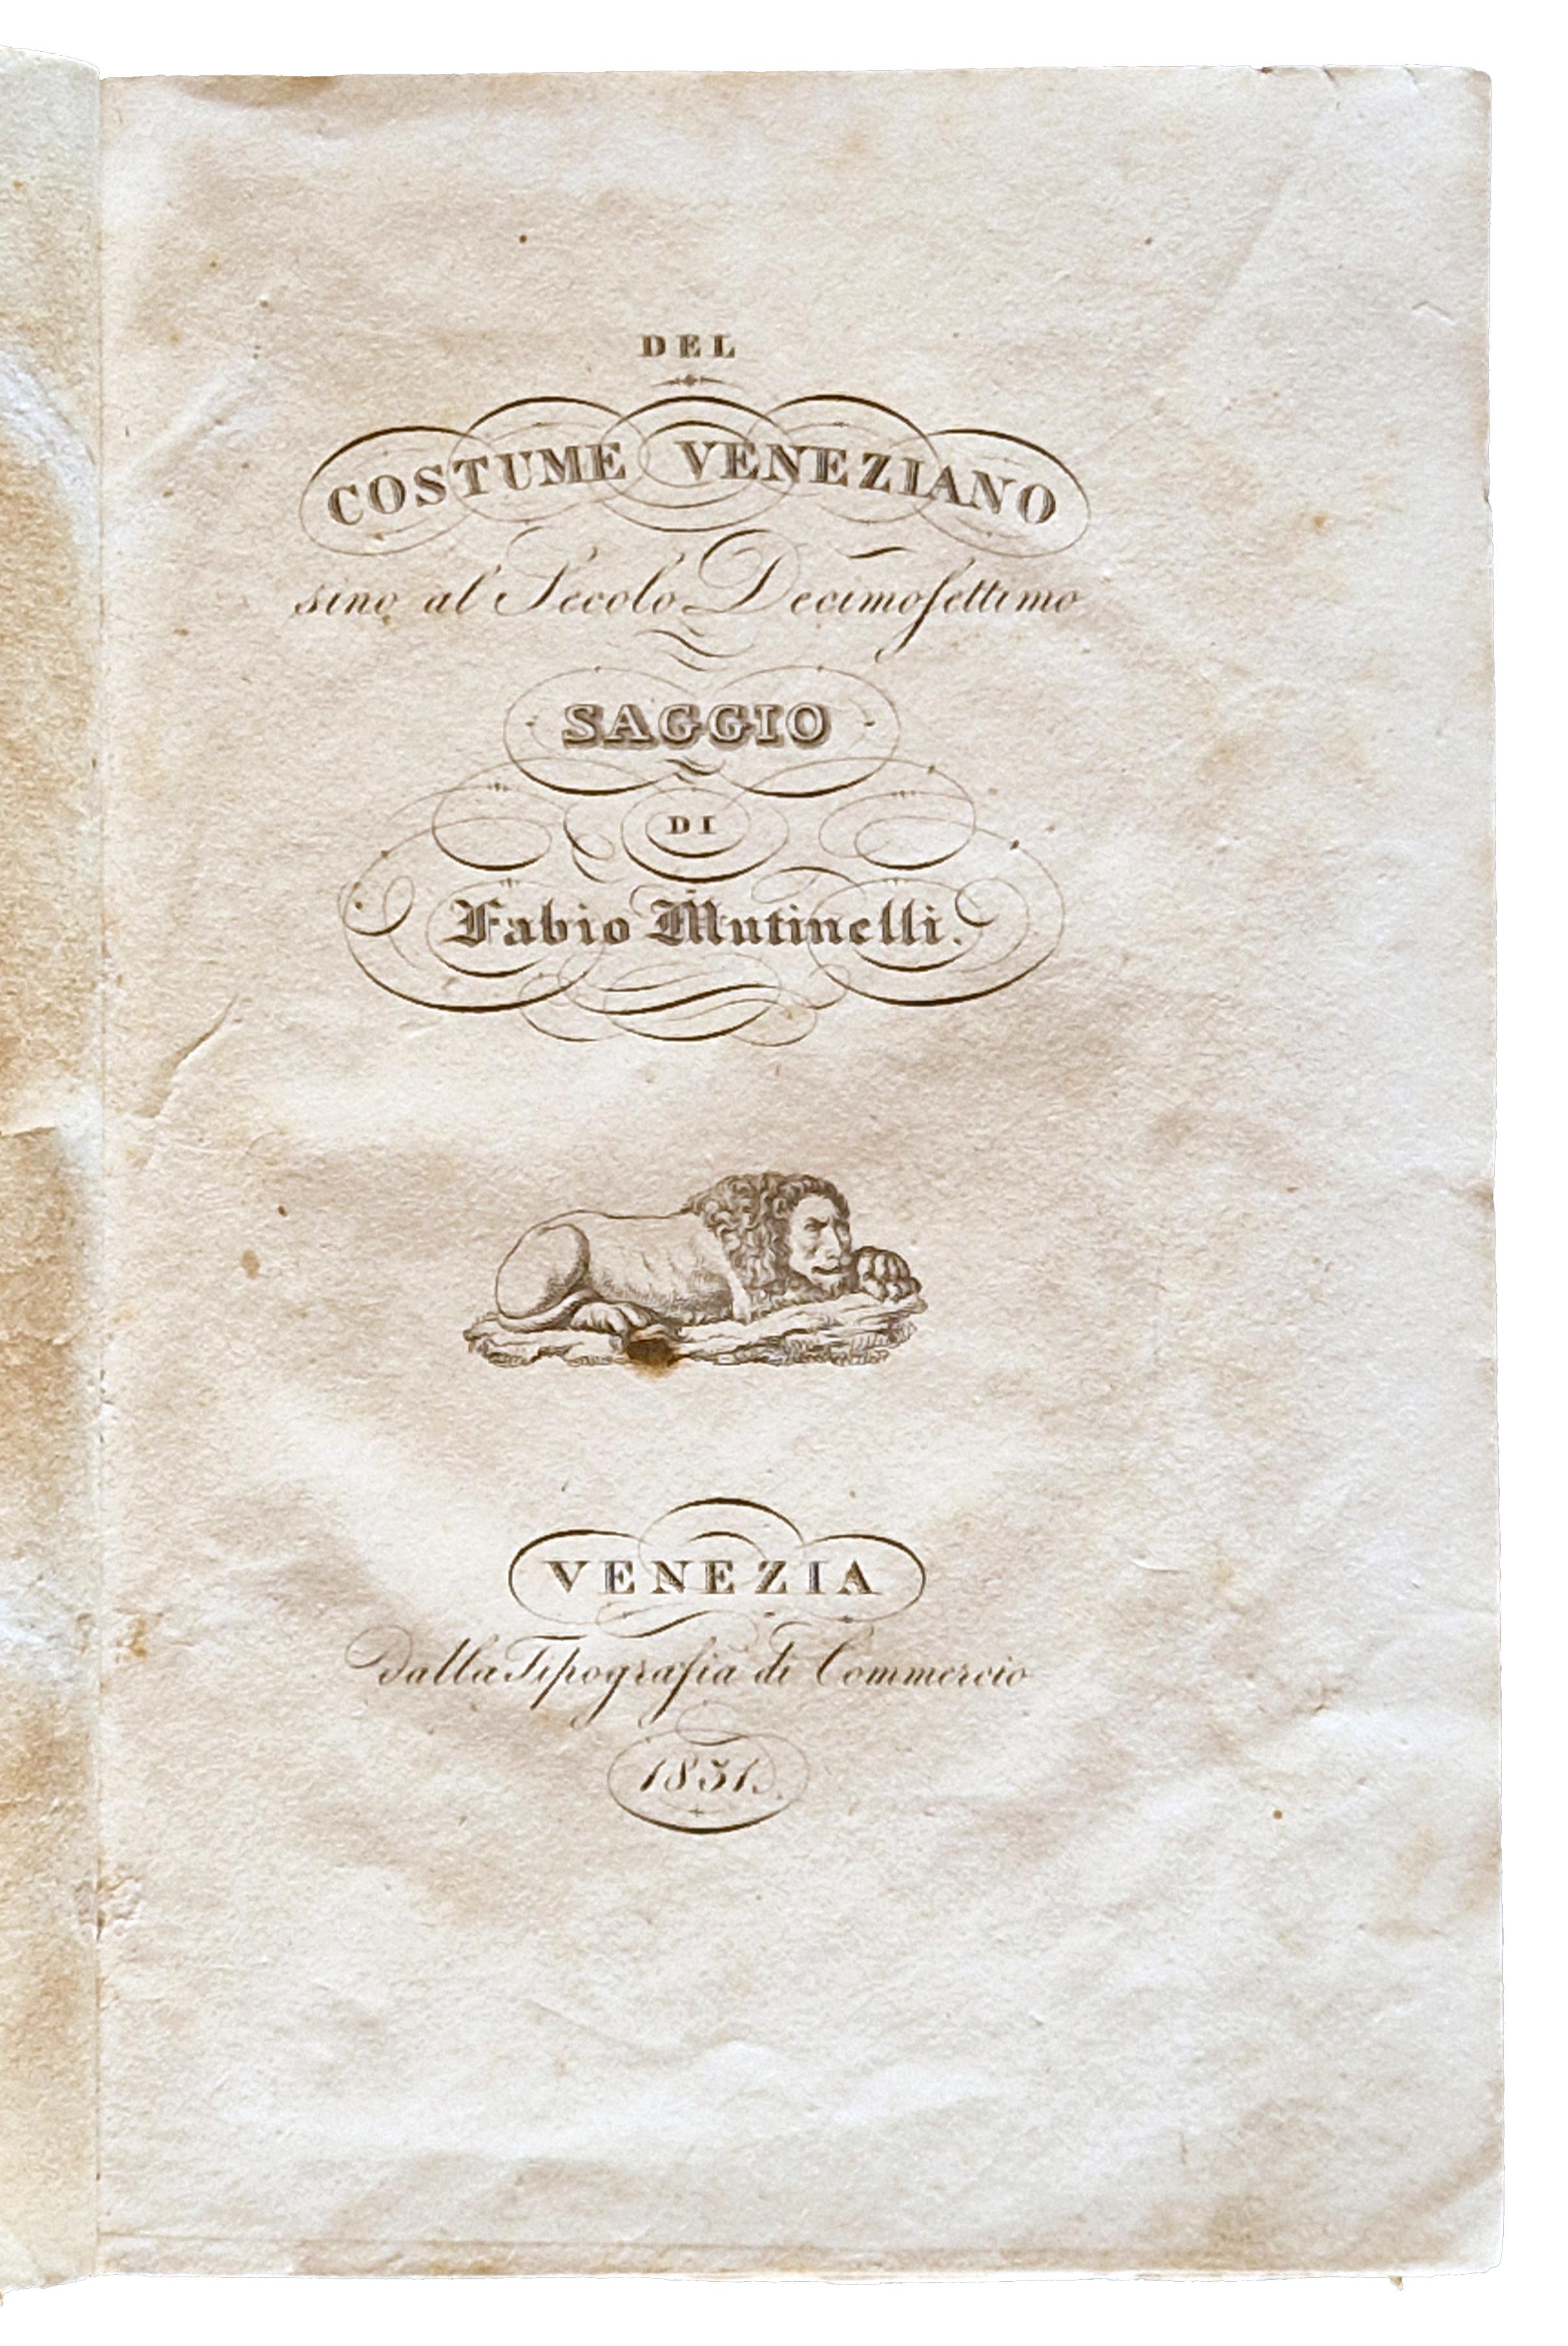 DEL
COSTUME VENEZIANO
sino al Secolo Decimosettimo
SAGGIO
DI
Fabio Mutinelli.
VENEZIA
dalla Tipografia di Commercio
1831.